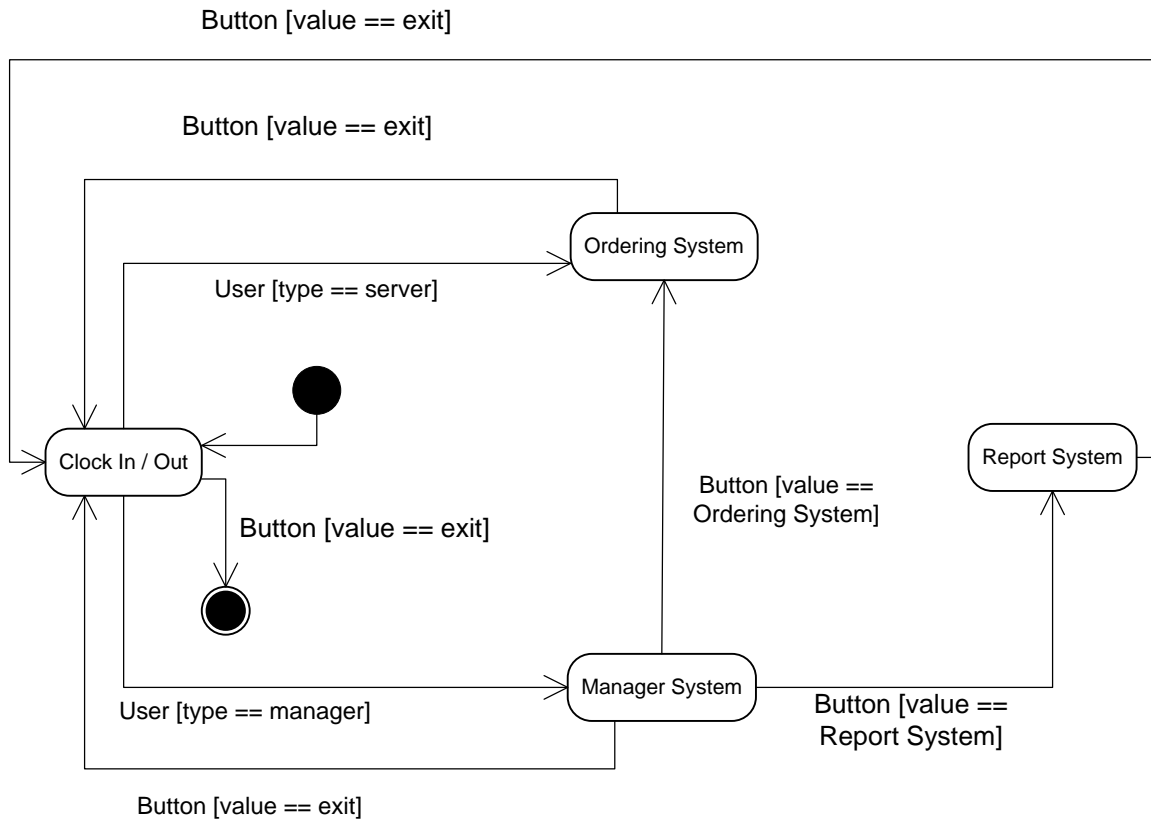 Button [value == exit]
Button [value == exit]
Ordering System
User [type == server]
Clock In / Out
Report System
Button [value ==
Ordering System]
Button [value == exit]
Manager System
User [type == manager]
Button [value ==
Report System]
Button [value == exit]